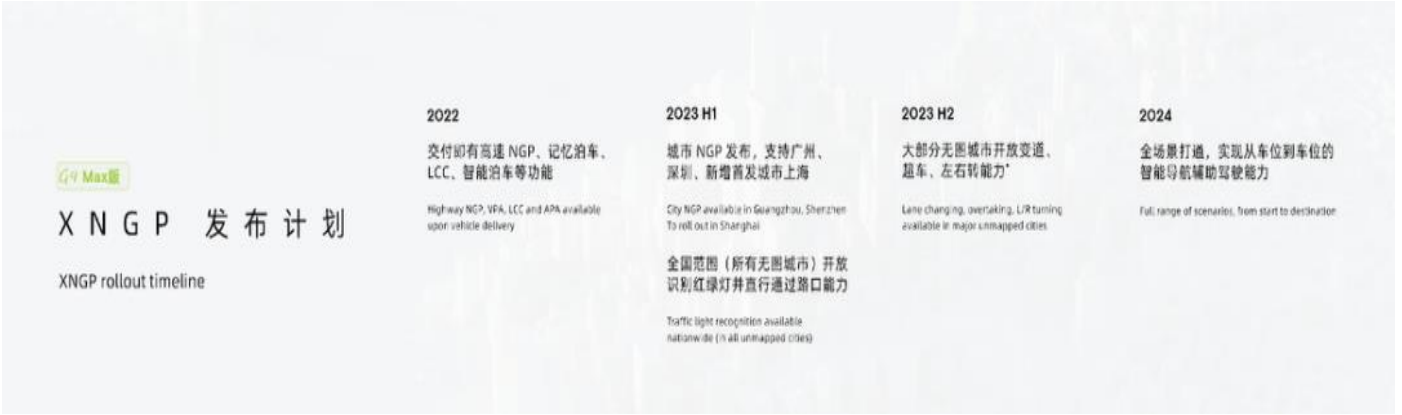 G9 Max版
XNGP 发布计划
XNGP rollout timeline
2022
交付即有高速 NGP、记忆泊车、
LCC、智能泊车等功能
Highway NGP, VPA, LCC and APA available
upon vehicle delivery
2023 H1
城市 NGP 发布，支持广州、
深圳、新增首发城市上海
City NGP available in Guangzhou, Shenzhen
To roll out in Shanghai
全国范围（所有无图城市）开放
识别红绿灯并直行通过路口能力
Traffic light recognition available
nationwide (in all unmapped cities)
2023 H2
大部分无图城市开放变道、
超车、左右转能力*
Lane changing, overtaking, L/R turning
available in major unmapped cities
2024
全场景打通，实现从车位到车位的
智能导航辅助驾驶能力
Full range of scenarios, from start to destination